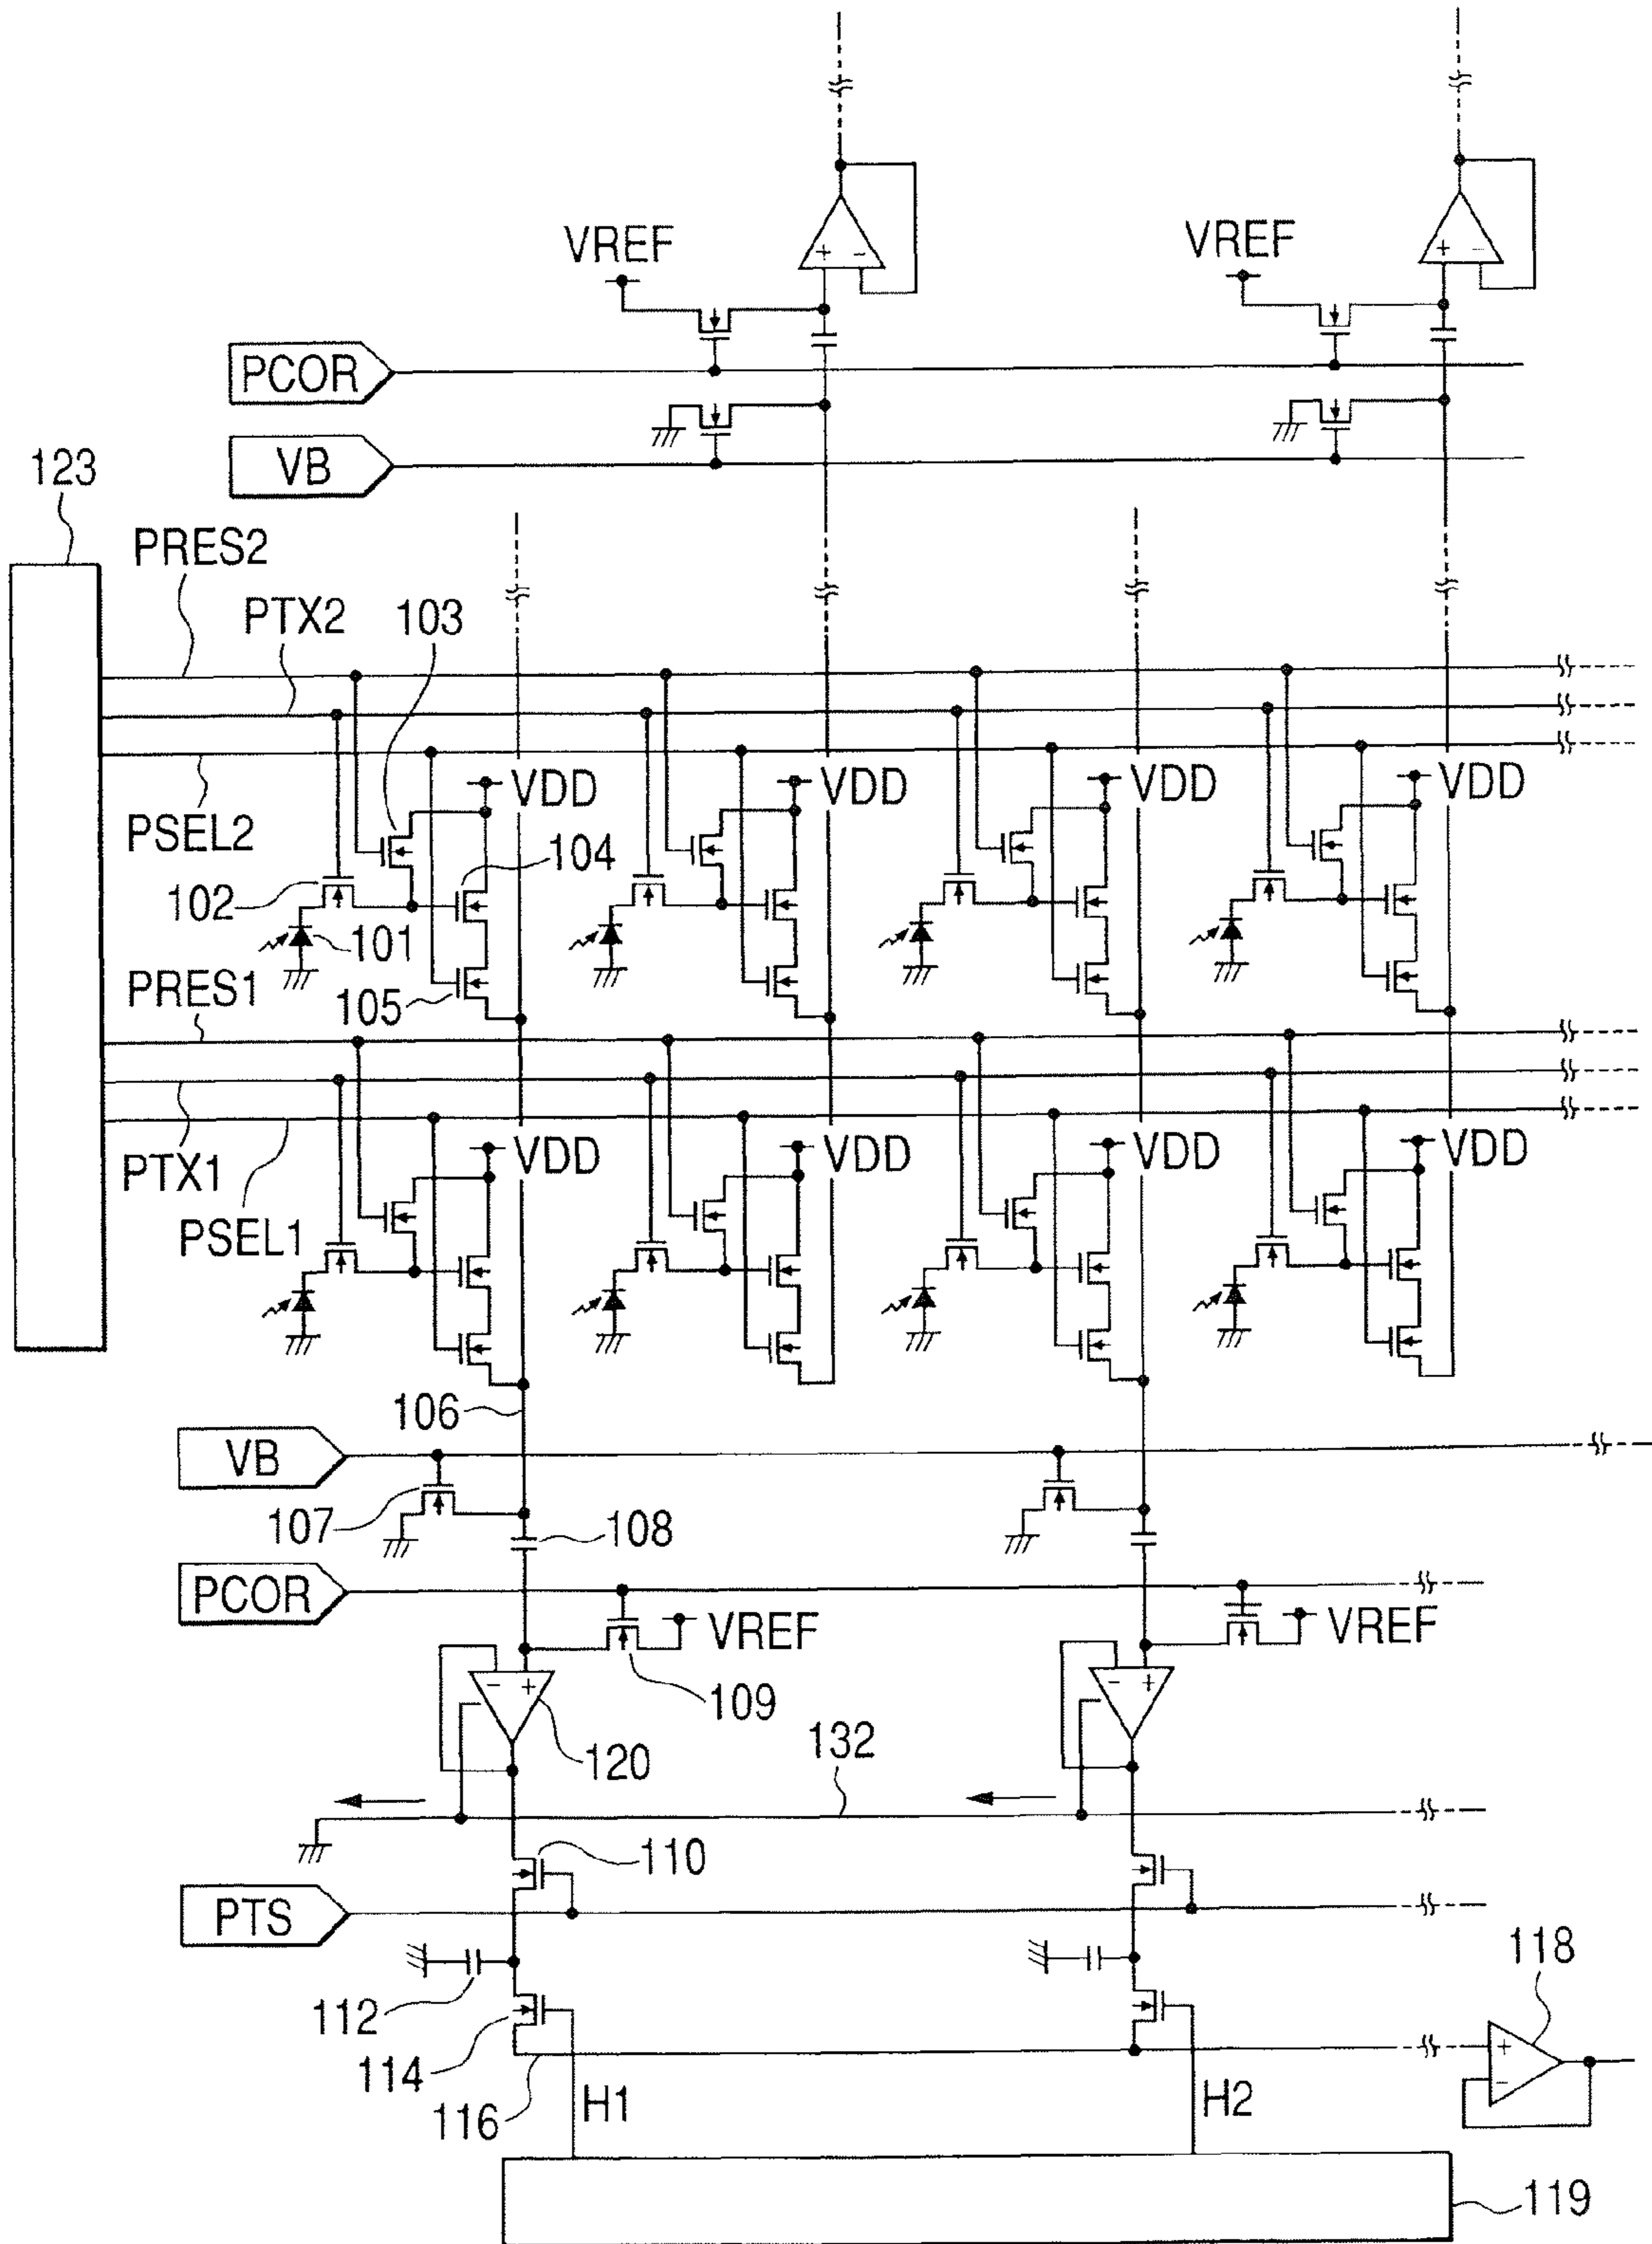 VREF
+ -
VREF
+ -
PCOR
VB
123
PRES2
PTX2
103
PSEL2
VDD
VDD
VDD
VDD
104
102
101
105
PRES1
PTX1
PSEL1
VDD
VDD
VDD
VDD
106
VB
107
108
PCOR
VREF
VREF
109
- +
- +
120
132
110
PTS
112
118
114
116
H1
H2
+
-
119